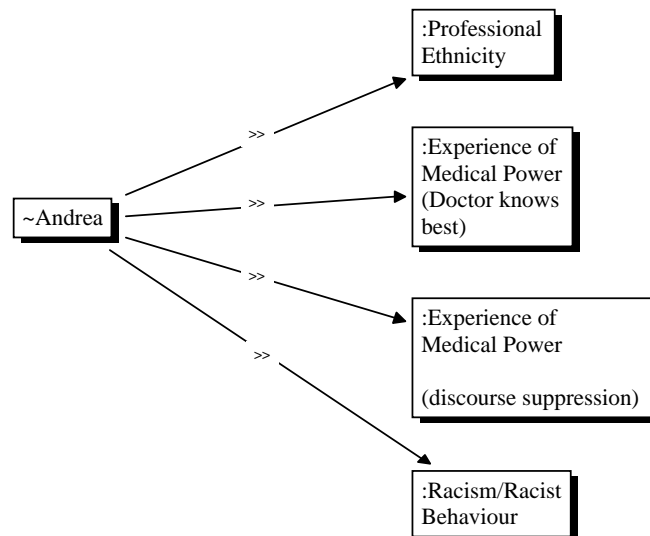 :Professional
Ethnicity
>>
:Experience of
Medical Power
(Doctor knows
best)
>>
~Andrea
>>
:Experience of
Medical Power
(discourse suppression)
>>
:Racism/Racist
Behaviour